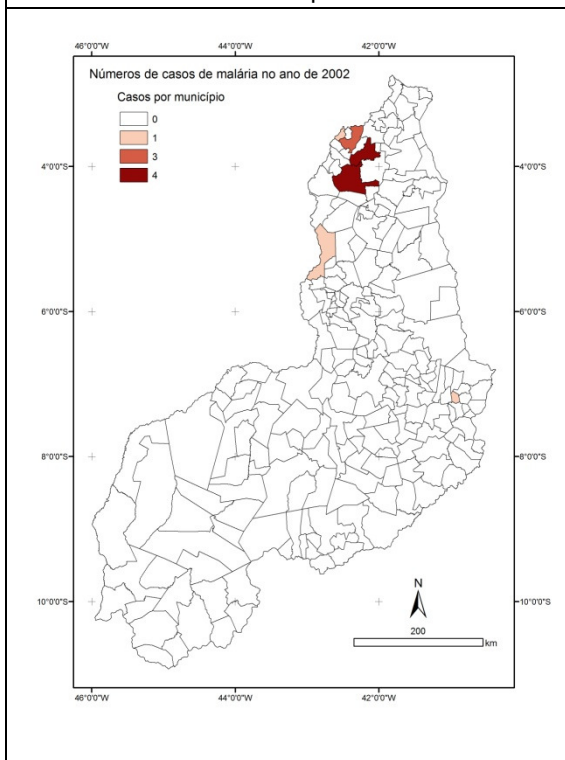 46°0'0"W 44°0'0"W 42°0'0"W
Números de casos de malária no ano de 2002
Casos por município
0
1
3
4
4°0'0"S 4°0'0"S
6°0'0"S 6°0'0"S
8°0'0"S 8°0'0"S
10°0'0"S 10°0'0"S
N
200
km
46°0'0"W 44°0'0"W 42°0'0"W